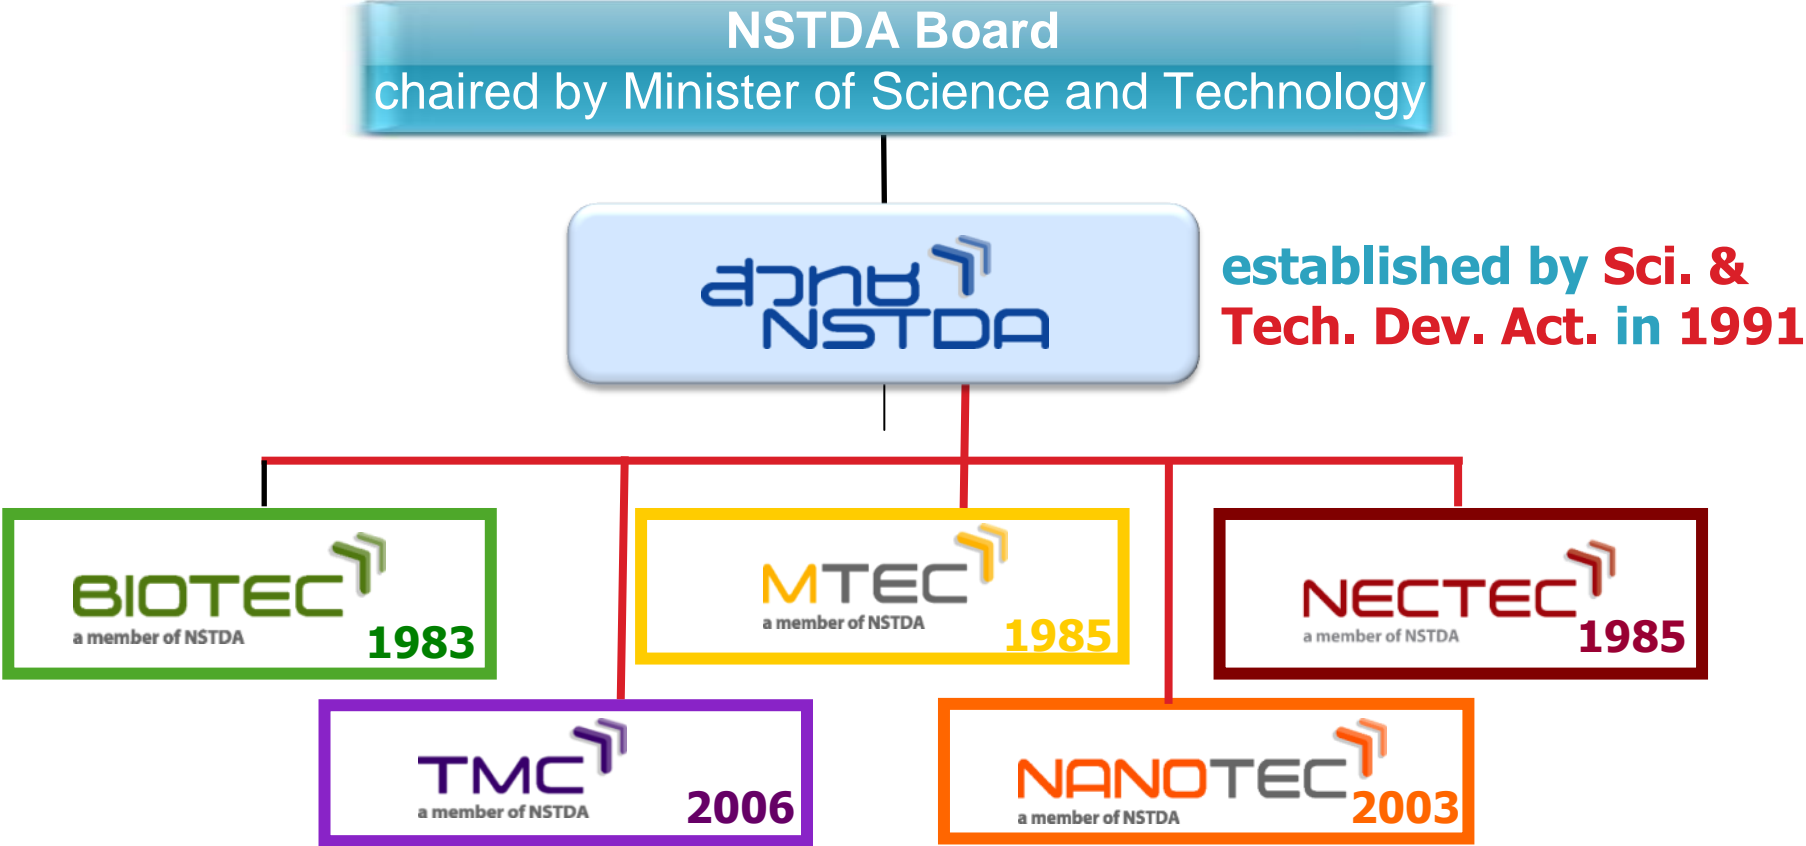 NSTDA Board
chaired by Minister of Science and Technology
สวทช
NSTDA
established by Sci. &
Tech. Dev. Act. in 1991
BIOTEC
a member of NSTDA
1983
MTEC
a member of NSTDA
1985
NECTEC
a member of NSTDA
1985
TMC
a member of NSTDA
2006
NANOTEC
a member of NSTDA
2003